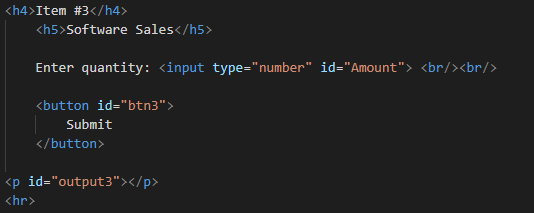 <h4>Item #3</h4>
<h5>Software Sales</h5>
Enter quantity: <input type="number" id="Amount"> <br/><br/>
<button id="btn3">
Submit
</button>
<p id="output3"></p>
<hr>